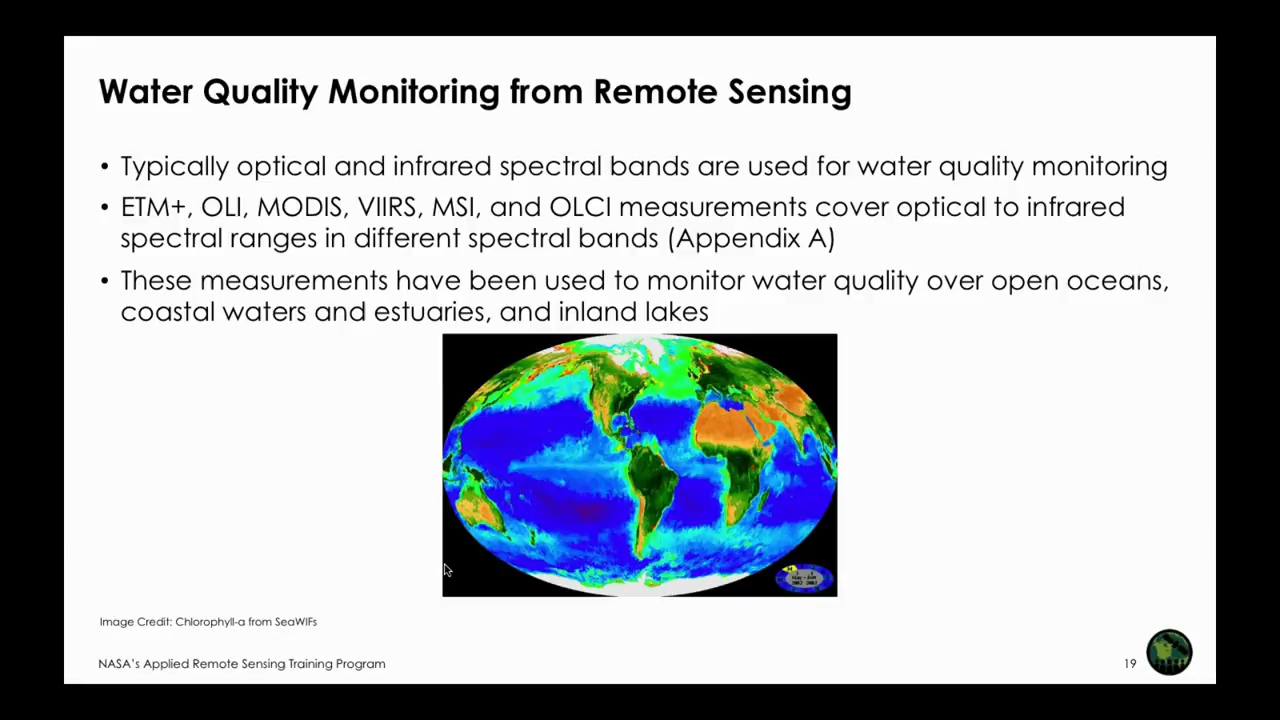 Water Quality Monitoring from Remote Sensing
• Typically optical and infrared spectral bands are used for water quality monitoring
• ETM+, OLI, MODIS, VIIRS, MSI, and OLCI measurements cover optical to infrared
spectral ranges in different spectral bands (Appendix A)
• These measurements have been used to monitor water quality over open oceans,
coastal waters and estuaries, and inland lakes
Image Credit: Chlorophyll-a from SeaWIFs
NASA's Applied Remote Sensing Training Program
19